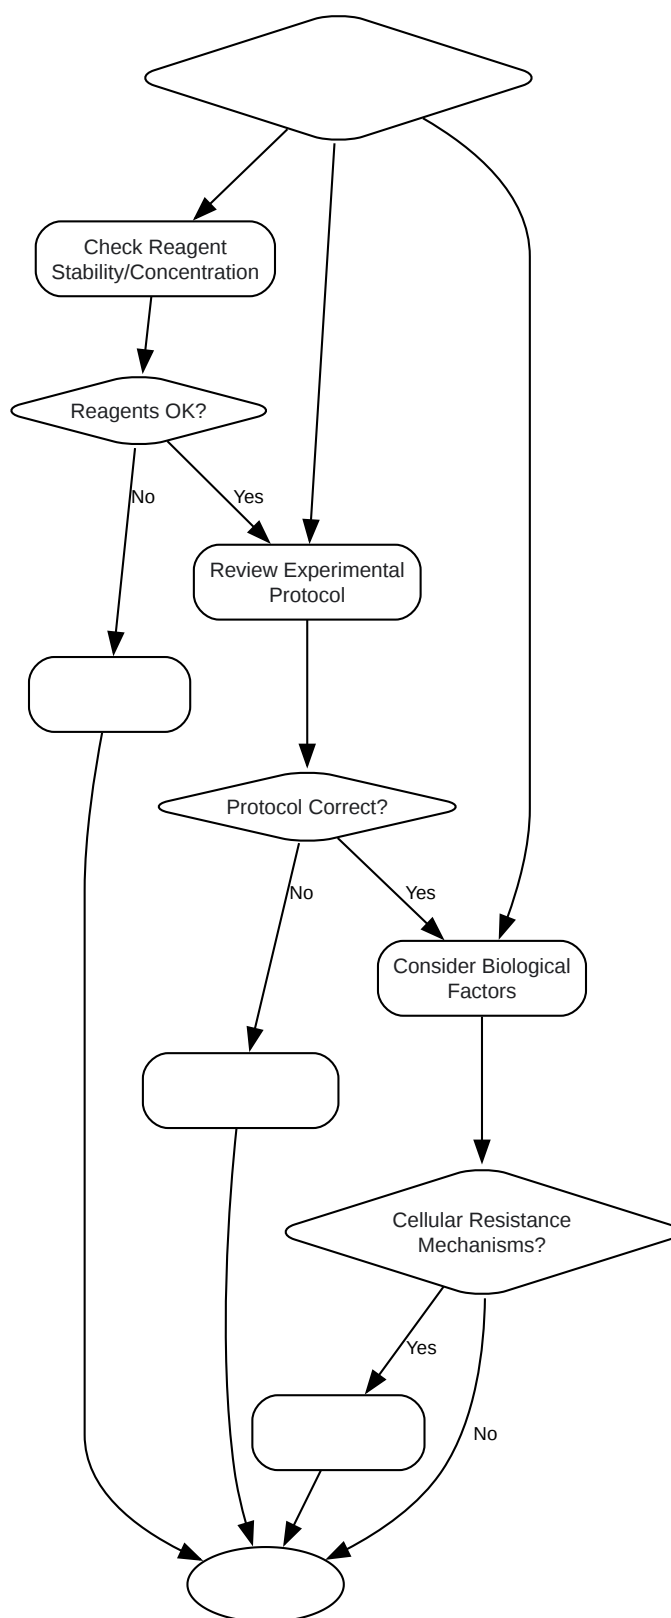 Check Reagent
Stability/Concentration
Reagents OK?
No
Yes
Review Experimental
Protocol
Protocol Correct?
No
Yes
Consider Biological
Factors
Cellular Resistance
Mechanisms?
Yes
No